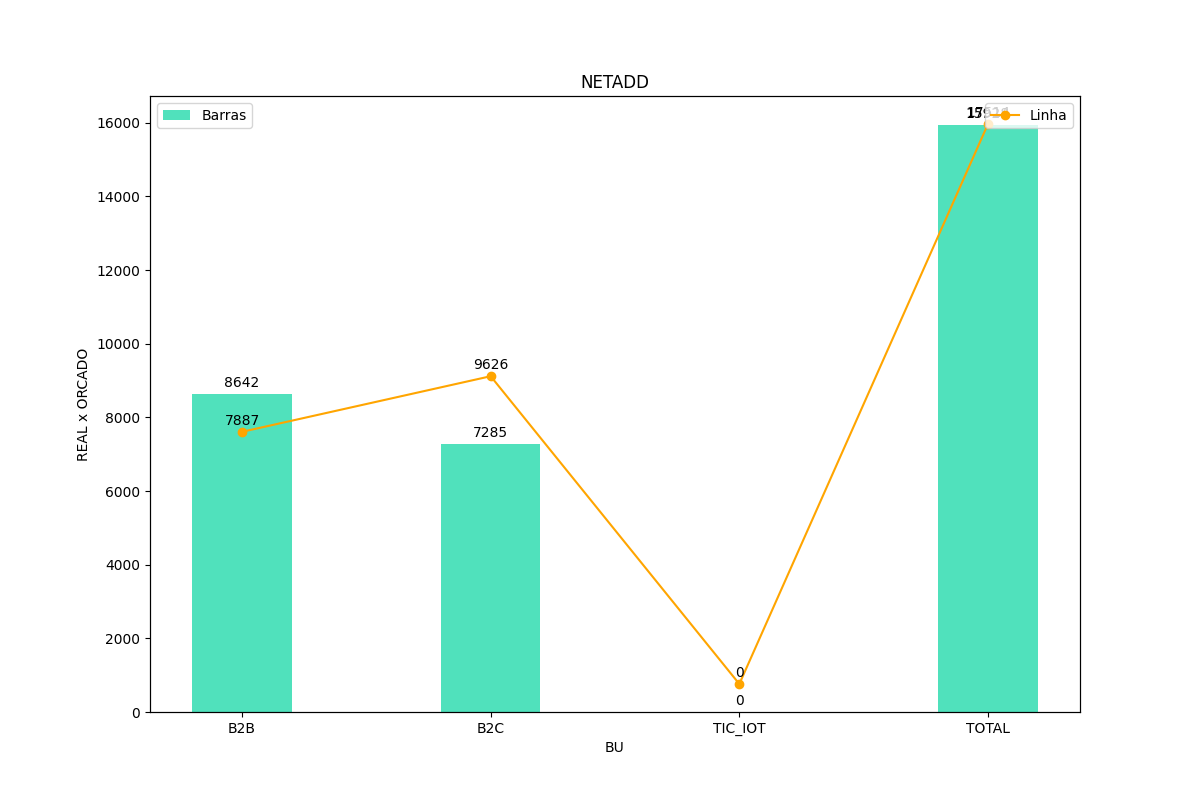 NETADD
Barras
Linha
REAL x ORCADO
16000
14000
12000
10000
8000
6000
4000
2000
0
8642
7887
9626
7285
0
0
B2B
B2C
TIC_IOT
TOTAL
BU